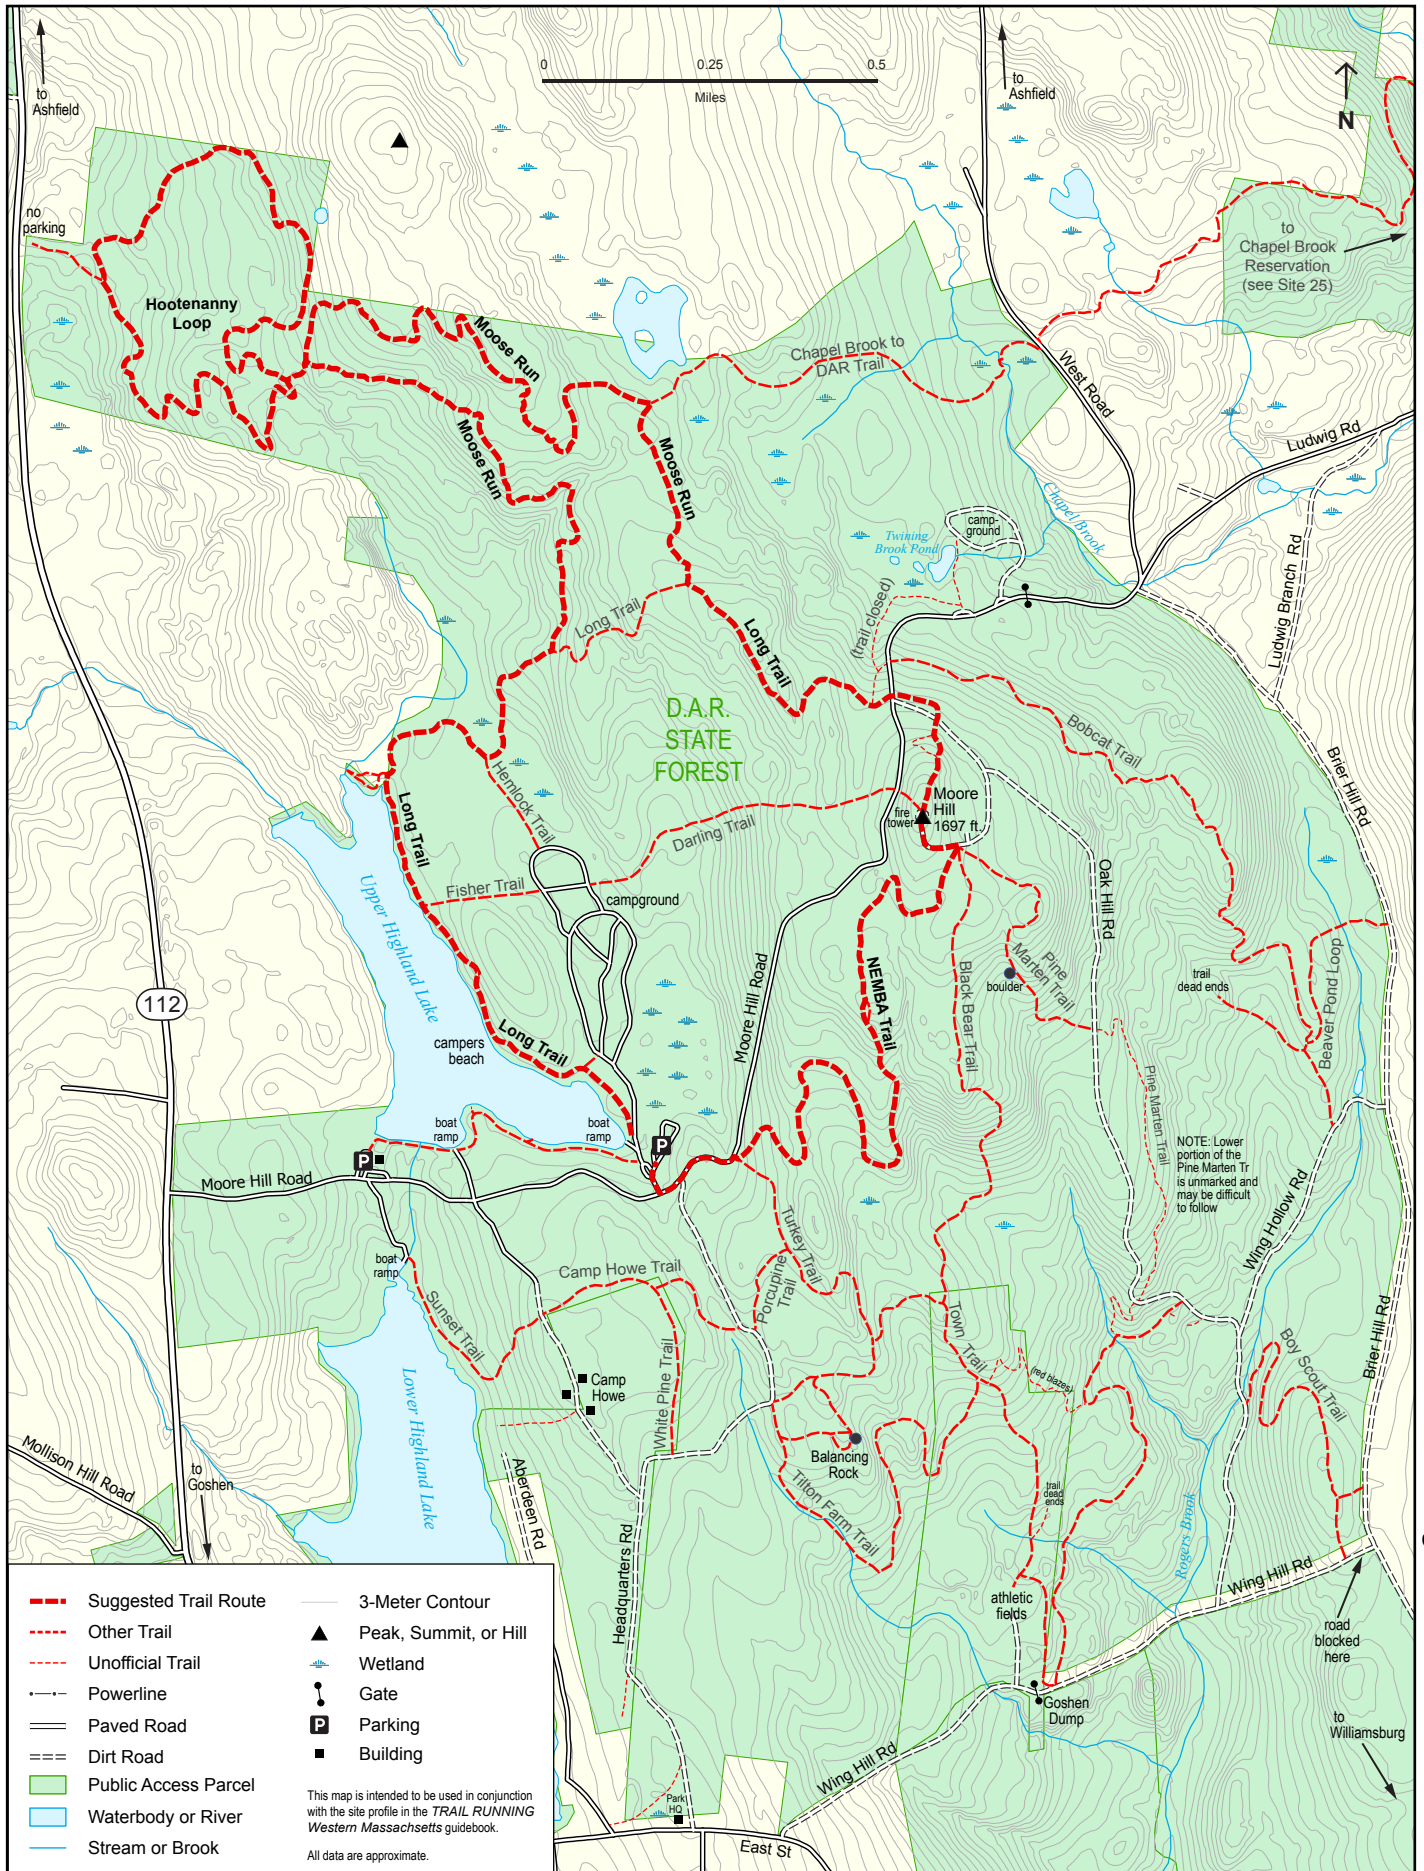 0
0.25
0.5
Miles
to
Ashfield
to
Ashfield
N
no
parking
to
Chapel Brook
Reservation
(see Site 25)
Hootenanny
Loop
Moose Run
Chapel Brook to
DAR Trail
West Road
Moose Run
Moose Run
Ludwig Rd
Chapel Brook
camp-
ground
Twining
Brook Pond
Ludwig Branch Rd
(trail closed)
Long Trail
Long Trail
D.A.R.
STATE
FOREST
Bobcat Trail
Brier Hill Rd
Hemlock Trail
Long Trail
Moore
Hill
1697 ft.
fire
tower
Darling Trail
Fisher Trail
campground
Oak Hill Rd
Upper Highland Lake
Pine
Marten Trail
boulder
trail
dead ends
Beaver Pond Loop
112
NEMBA Trail
Black Bear Trail
Moore Hill Road
Long Trail
campers
beach
Pine Marten Trail
boat
ramp
boat
ramp
P
P
NOTE: Lower
portion of the
Pine Marten Tr
is unmarked and
may be difficult
to follow
Moore Hill Road
Wing Hollow Rd
Turkey Trail
boat
ramp
Camp Howe Trail
Porcupine
Trail
Sunset Trail
Town Trail
Brier Hill Rd
Boy Scout Trail
White Pine Trail
Camp
Howe
(red blazes)
Lower Highland Lake
Mollison Hill Road
to
Goshen
Balancing
Rock
Aberdeen Rd
Tilton Farm Trail
trail
dead
ends
Rogers Brook
Headquarters Rd
Wing Hill Rd
athletic
fields
road
blocked
here
Goshen
Dump
to
Williamsburg
Wing Hill Rd
Park
HQ
East St
Suggested Trail Route
Other Trail
Unofficial Trail
Powerline
Paved Road
Dirt Road
Public Access Parcel
Waterbody or River
Stream or Brook
3-Meter Contour
Peak, Summit, or Hill
Wetland
Gate
P Parking
Building
This map is intended to be used in conjunction
with the site profile in the TRAIL RUNNING
Western Massachsetts guidebook.
All data are approximate.